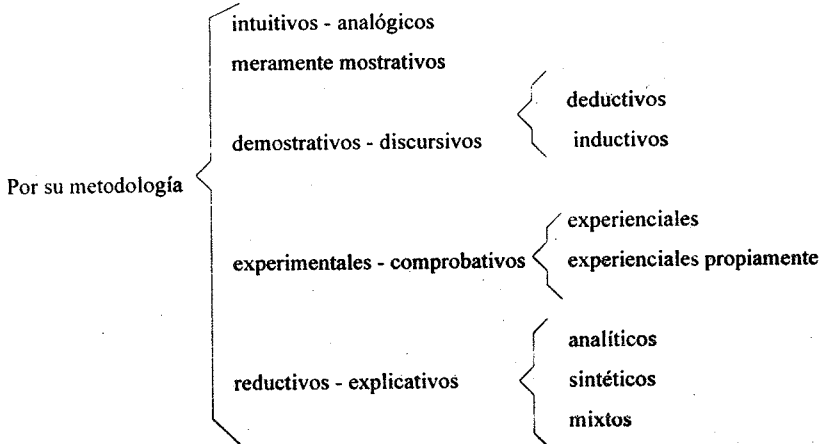 intuitivos - analógicos
meramente mostrativos
deductivos
demostrativos - discursivos
inductivos
Por su metodología
experienciales
experimentales - comprobativos
experienciales propiamente
analíticos
reductivos - explicativos
sintéticos
mixtos